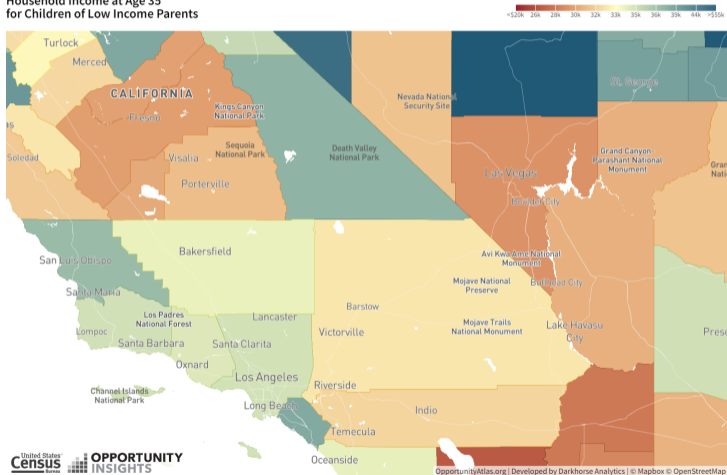 Household Income at Age 35
for Children of Low Income Parents
<$20k 26k 28k 30k 32k 33k 35k 36k 39k 44k >$55k
Turlock
Merced
CALIFORNIA
Fresno
Kings Canyon
National Park
Nevada National
Security Site
St. George
as
Soledad
Visalia
Sequoia
National Park
Porterville
Death Valley
National Park
Las Vegas
Boulder City
Grand Canyon-
Parashant National
Monument
Gran
Nati
San Luis Obispo
Santa Maria
Bakersfield
Avi Kwa Ame National
Monument
Mojave National
Preserve
Bullhead City
Lompoc
Los Padres
National Forest
Santa Barbara
Lancaster
Santa Clarita
Barstow
Victorville
Mojave Trails
National Monument
Lake Havasu
City
Presc
Oxnard
Los Angeles
Channel Islands
National Park
Long Beach
Riverside
Indio
Temecula
Oceanside
United States
Census
Bureau
OPPORTUNITY
INSIGHTS
OpportunityAtlas.org | Developed by Darkhorse Analytics | © Mapbox © OpenStreetMap